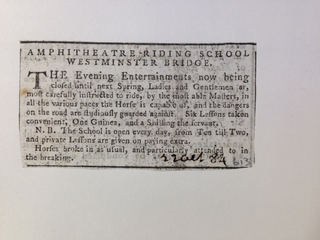 AMPHITHEATRE RIDING SCHOOL
WESTMINSTER BRIDGE.
THE Evening Entertainments now being
closed until next Spring, Ladies and Gentlemen ar,
most carefully instructed to ride, by the most able Masters, in
all the various paces the Horse is capable of, and the dangers
on the road are studiously guarded against. Six Lessons taken
convenient, One Guinea, and a Shilling the servant.
N. B. The School is open every day, from Ten till Two,
and private Lessons are given on paying extra.
Horses broke in as usual, and particularly attended to in
the breaking. 22 Oct 84